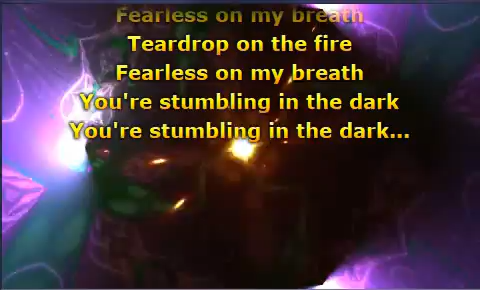 Fearless on my breath
Teardrop on the fire
Fearless on my breath
You're stumbling in the dark
You're stumbling in the dark...